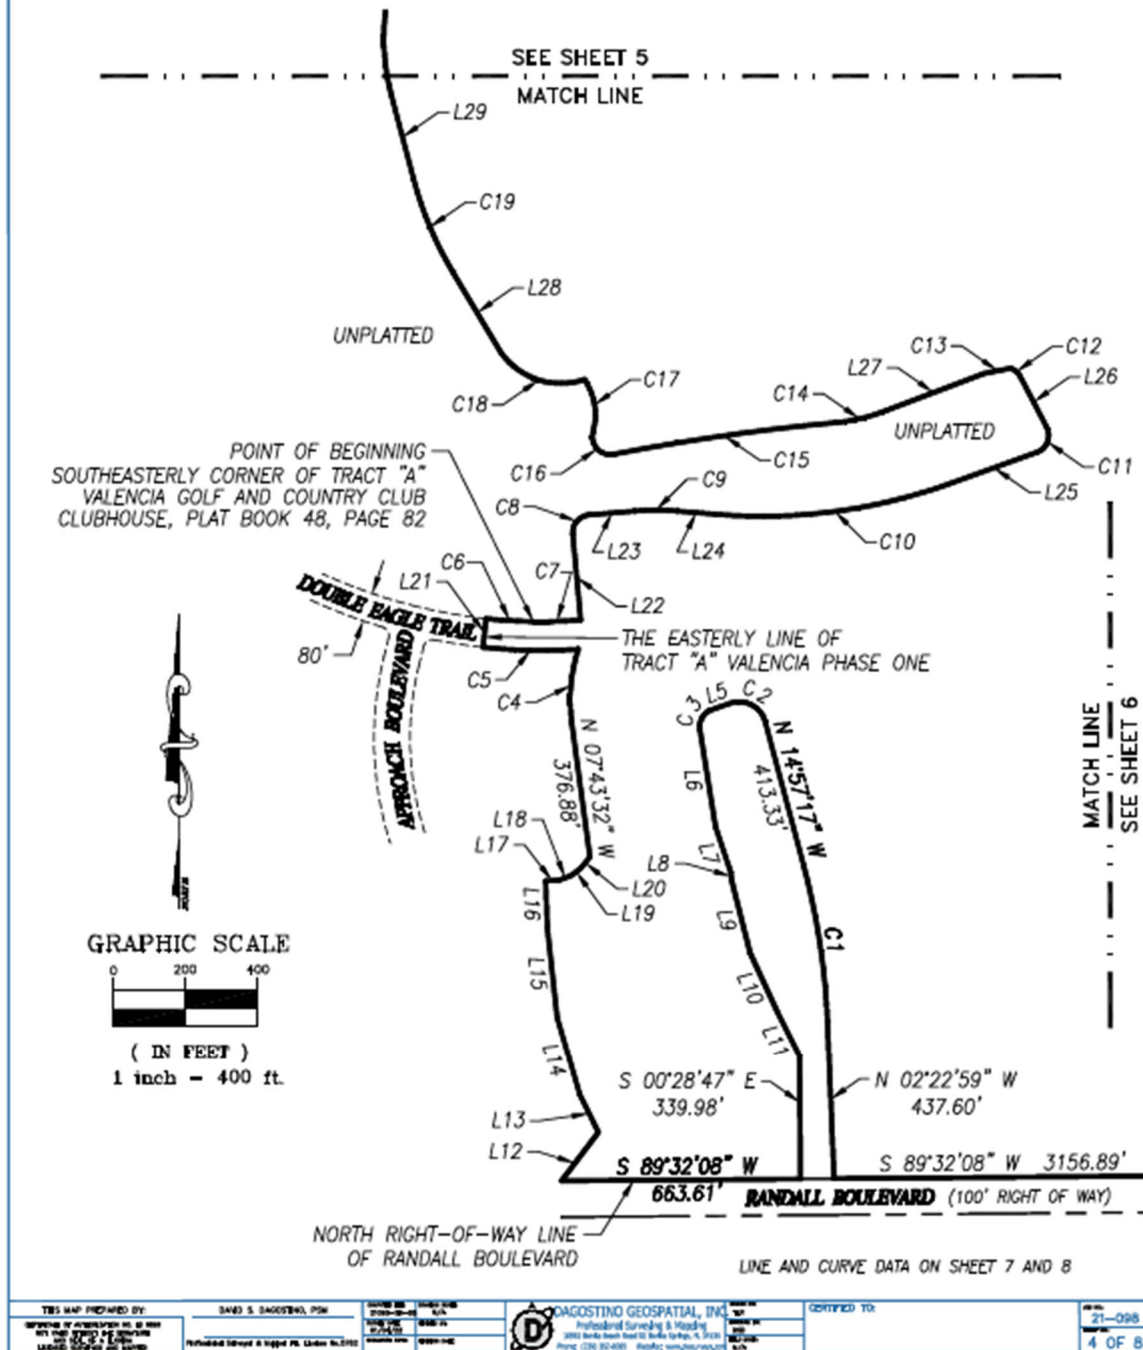 SEE SHEET 5
MATCH LINE
L29
C19
L28
UNPLATTED
C13
C12
L27
C17
L26
C18
C14
UNPLATTED
POINT OF BEGINNING
SOUTHEASTERLY CORNER OF TRACT "A"
VALENCIA GOLF AND COUNTRY CLUB
CLUBHOUSE, PLAT BOOK 48, PAGE 82
C16
C15
C11
C9
L25
C8
C10
L23
L24
C6
C7
L21
L22
DOUBLE EAGLE TRAIL
80'
THE EASTERLY LINE OF
TRACT "A" VALENCIA PHASE ONE
C5
C4
APPROACH BOULEVARD
C3
L5
C2
N 07°43'32" W
376.88'
N 14°57'17" W
413.33'
L6
MATCH LINE
SEE SHEET 6
L18
L17
L7
L8
L20
L19
L16
L9
C1
NORTH
GRAPHIC SCALE
0 200 400
( IN FEET )
1 inch = 400 ft.
L15
L10
L11
L14
S 00°28'47" E
339.98'
N 02°22'59" W
437.60'
L13
L12
S 89°32'08" W
663.61'
S 89°32'08" W 3156.89'
RANDALL BOULEVARD (100' RIGHT OF WAY)
NORTH RIGHT-OF-WAY LINE
OF RANDALL BOULEVARD
LINE AND CURVE DATA ON SHEET 7 AND 8
THIS MAP PREPARED BY:
DAVID S. DAGOSTINO, PSM
D
DAGOSTINO GEOSPATIAL, INC
Professional Surveying & Mapping
CERTIFIED TO:
21-098
4 OF 8